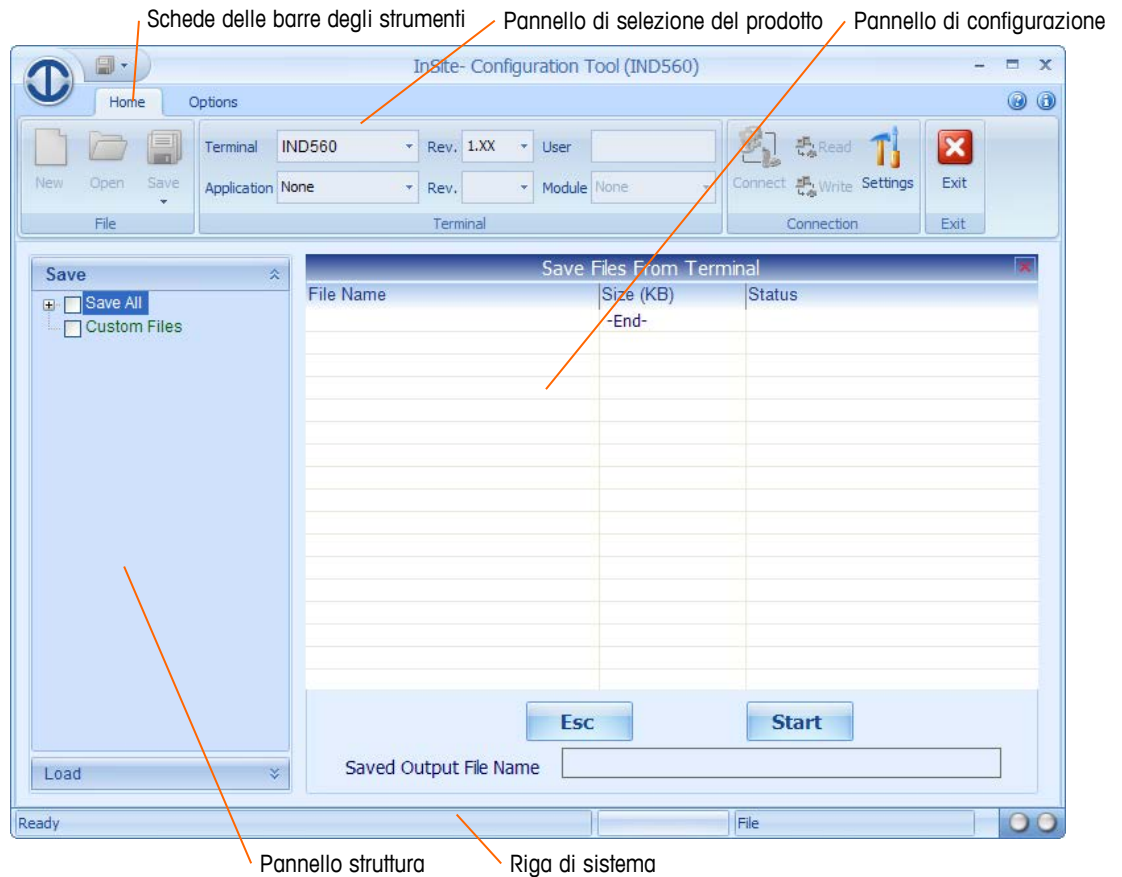 Schede delle barre degli strumenti Pannello di selezione del prodotto Pannello di configurazione
InSite- Configuration Tool (IND560)
Home Options
Terminal IND560 Rev. 1.XX User
New Open Save
Application None Rev. Module None
Connect Read Write Settings Exit
File Terminal Connection Exit
Save
Save All
Custom Files
Load
Save Files From Terminal
File Name Size (KB) Status
-End-
Esc Start
Saved Output File Name
Ready File
Pannello struttura Riga di sistema